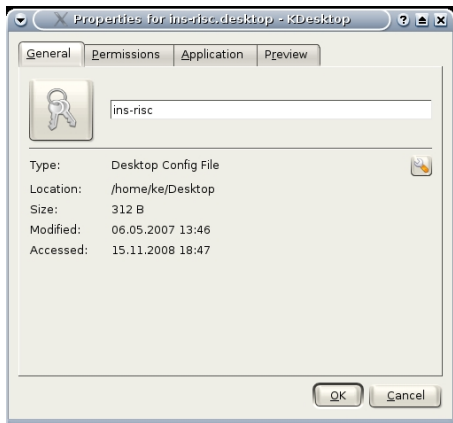 Properties for ins-risc.desktop - KDesktop
General Permissions Application Preview
ins-risc
Type: Desktop Config File
Location: /home/ke/Desktop
Size: 312 B
Modified: 06.05.2007 13:46
Accessed: 15.11.2008 18:47
OK Cancel